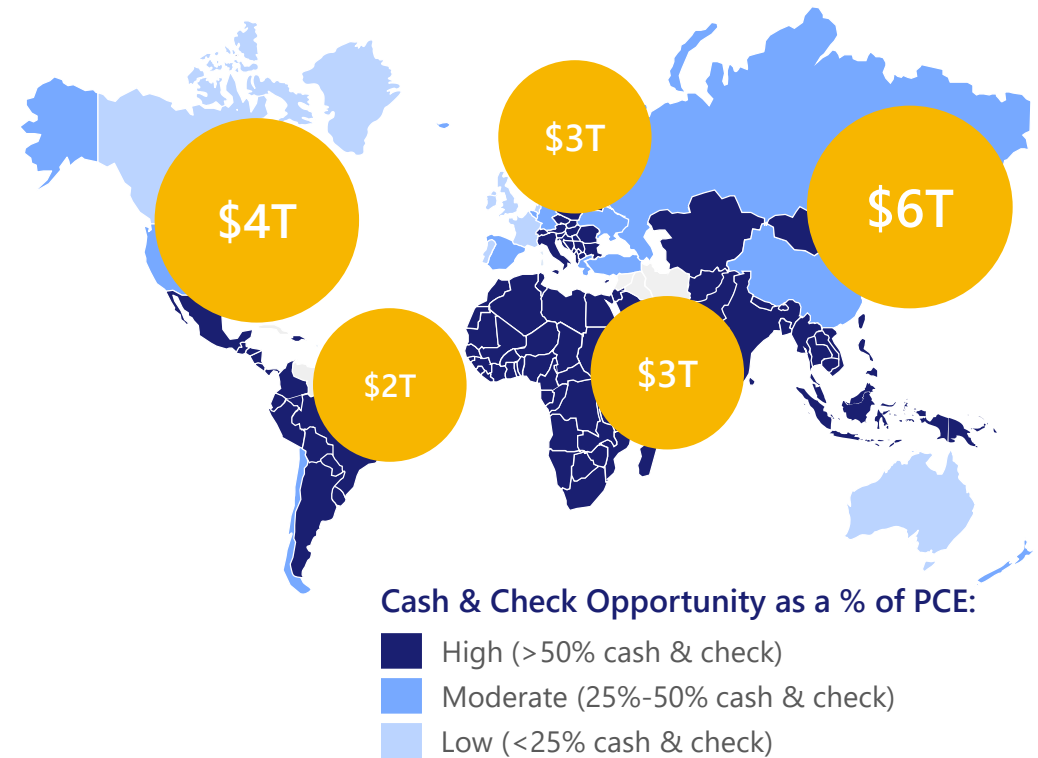 $3T
$4T
$6T
$2T
$3T
Cash & Check Opportunity as a % of PCE:
High (>50% cash & check)
Moderate (25%-50% cash & check)
Low (<25% cash & check)